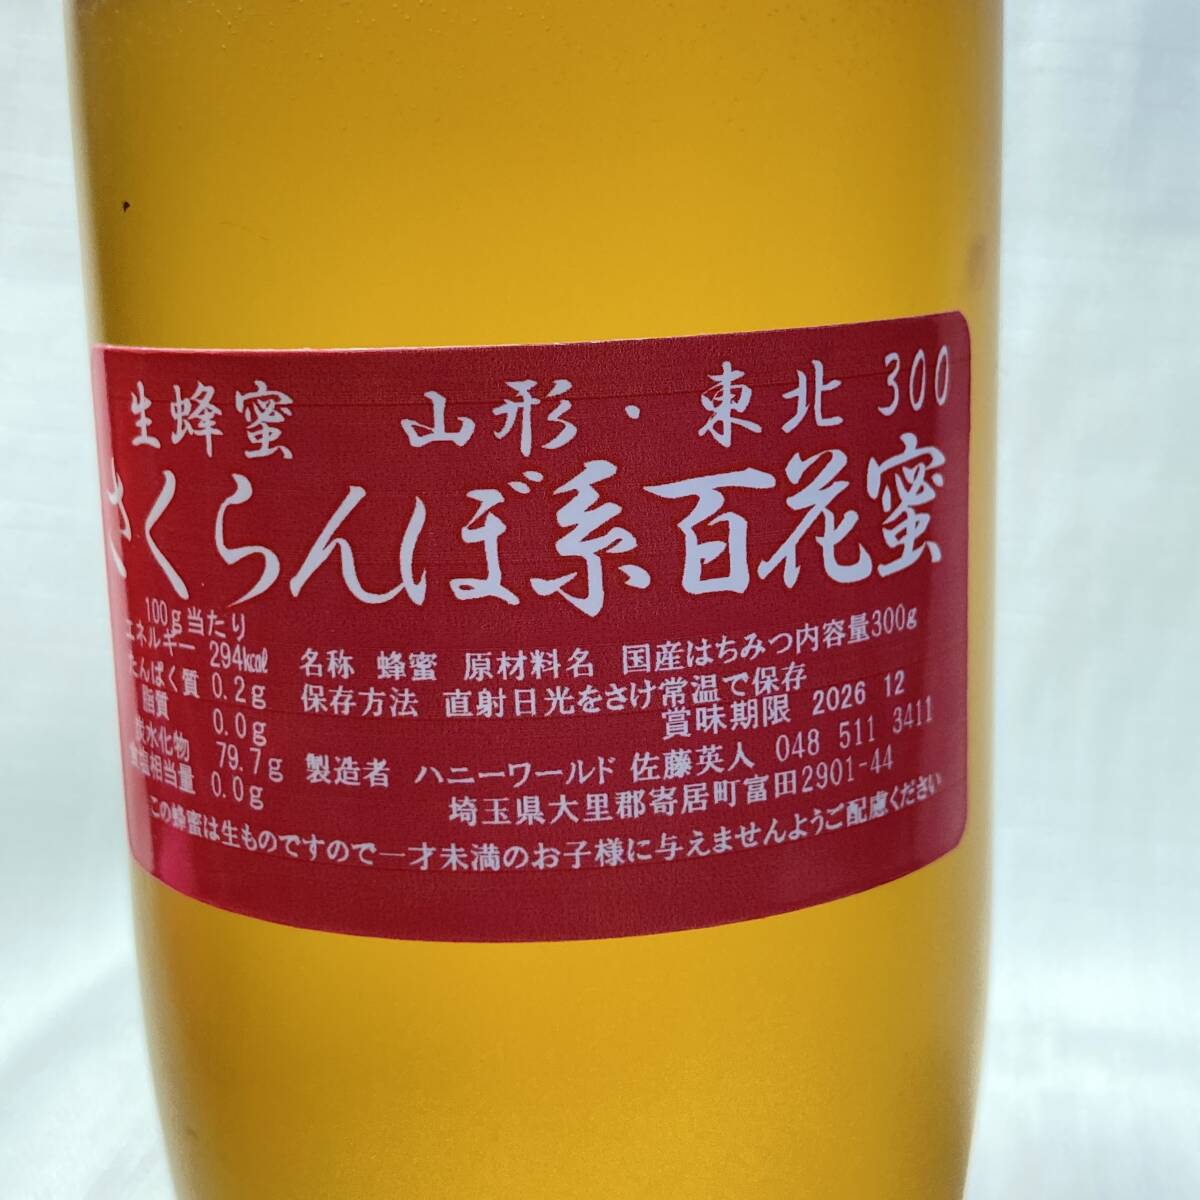 生蜂蜜 山形・東北 300
さくらんぼ系百花蜜
100g当たり
エネルギー 294kcal
たんぱく質 0.2g
脂質 0.0g
炭水化物 79.7g
食塩相当量 0.0g
名称 蜂蜜 原材料名 国産はちみつ内容量300g
保存方法 直射日光をさけ常温で保存
賞味期限 2026 12
製造者 ハニーワールド 佐藤英人 048 511 3411
埼玉県大里郡寄居町富田2901-44
この蜂蜜は生ものですので一才未満のお子様に与えませんようご配慮ください